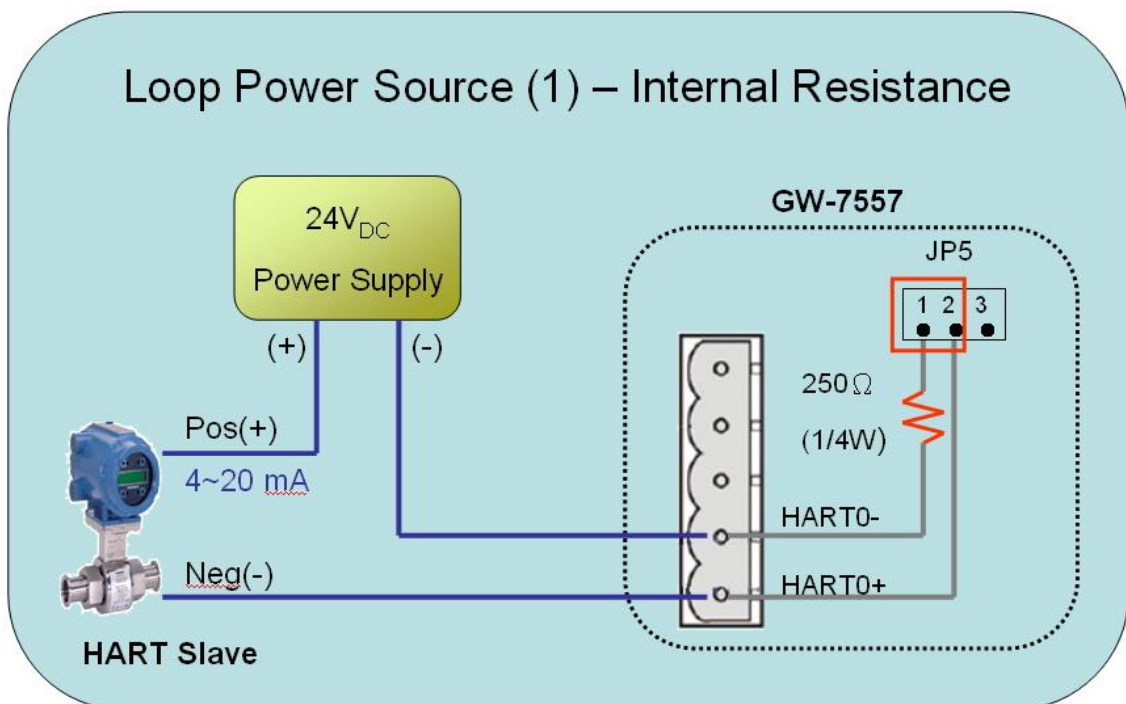 Loop Power Source (1) – Internal Resistance
24VDC
Power Supply
(+)
(-)
GW-7557
JP5
1 2 3
250Ω
(1/4W)
Pos(+)
4~20 mA
HART0-
Neg(-)
HART0+
HART Slave